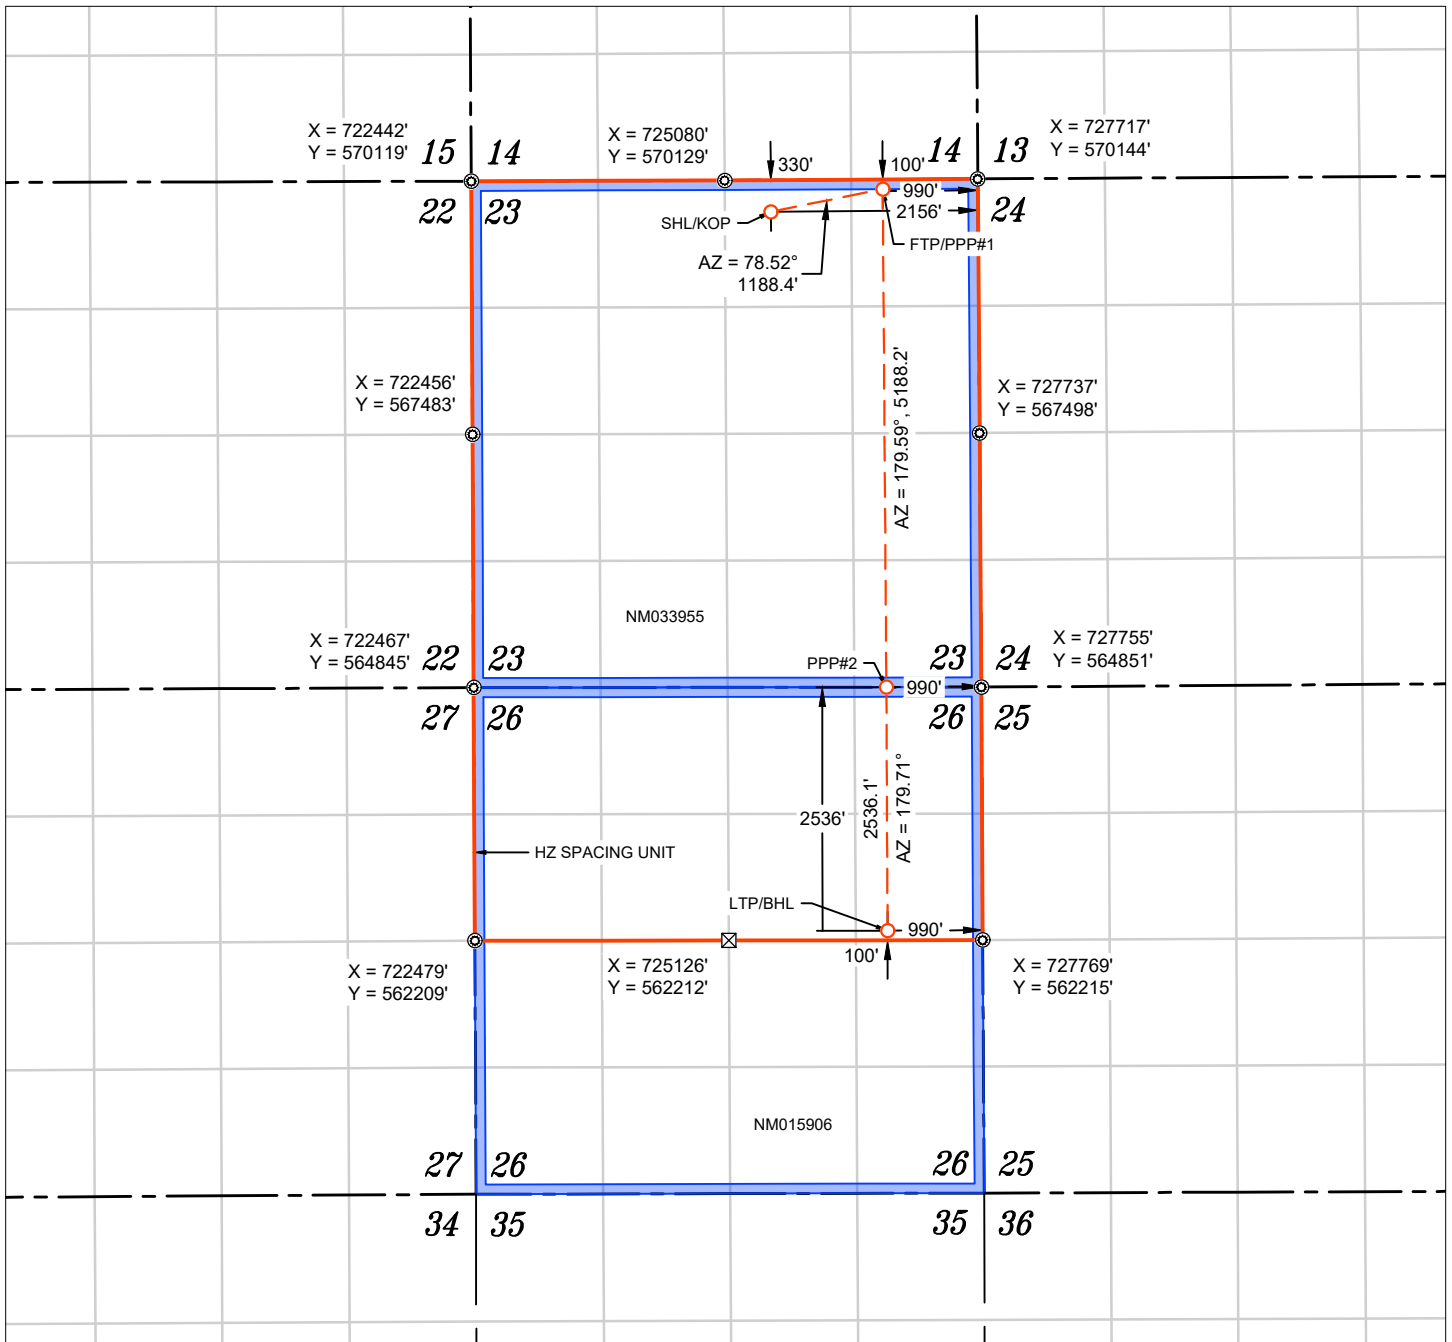 X = 722442'
Y = 570119'
X = 725080'
Y = 570129'
X = 727717'
Y = 570144'
15 14
14 13
330'
100'
22 23
24
990'
2156'
SHL/KOP
FTP/PPP#1
AZ = 78.52°
1188.4'
X = 722456'
Y = 567483'
X = 727737'
Y = 567498'
AZ = 179.59°, 5188.2'
NM033955
X = 722467'
Y = 564845'
22 23
PPP#2
23 24
X = 727755'
Y = 564851'
990'
27 26
26 25
2536'
2536.1'
AZ = 179.71°
HZ SPACING UNIT
LTP/BHL
990'
100'
X = 722479'
Y = 562209'
X = 725126'
Y = 562212'
X = 727769'
Y = 562215'
NM015906
27 26
26 25
34 35
35 36